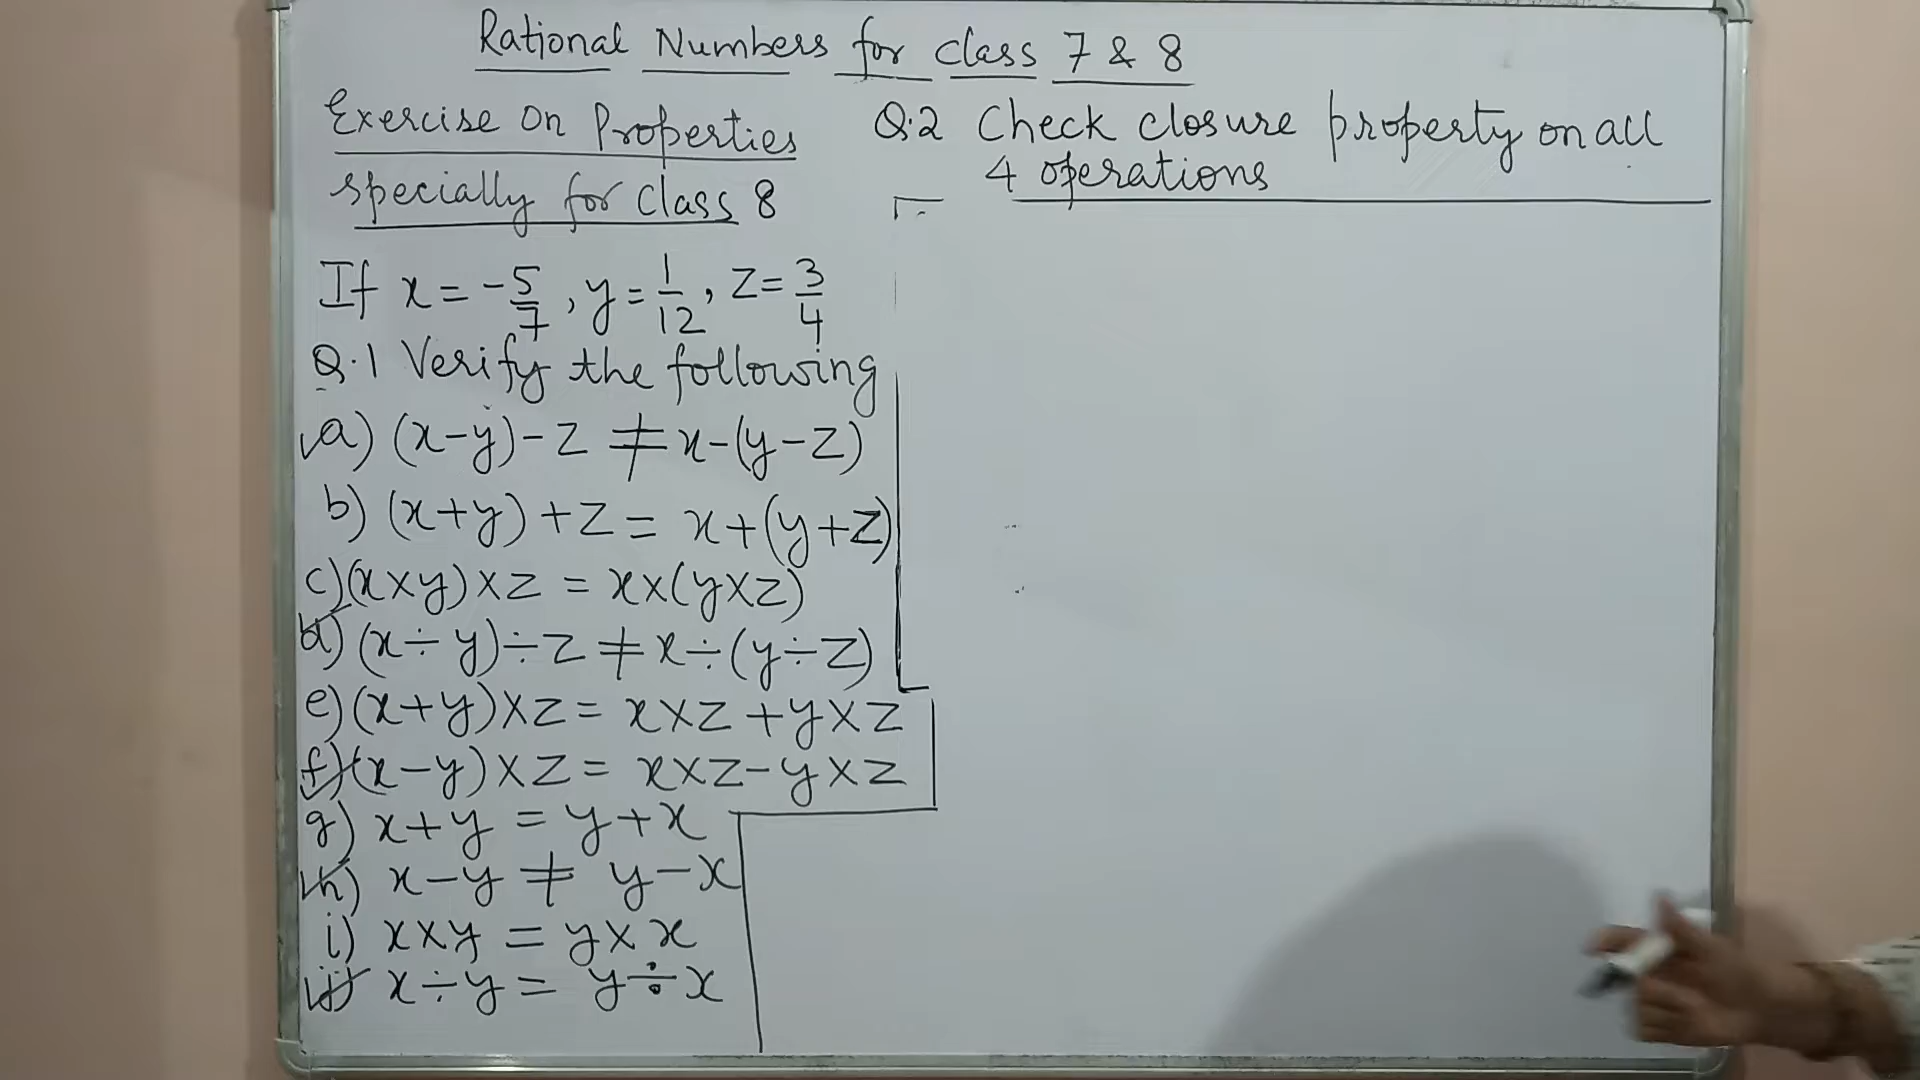 Rational Numbers for class 7 & 8
Exercise on Properties
specially for class 8
If x = -5/7, y = 1/12, z = 3/4
Q.1 Verify the following
a) (x-y)-z ≠ x-(y-z)
b) (x+y)+z = x+(y+z)
c) (x×y)×z = x×(y×z)
d) (x÷y)÷z ≠ x÷(y÷z)
e) (x+y)×z = x×z+y×z
f) (x-y)×z = x×z-y×z
g) x+y = y+x
h) x-y ≠ y-x
i) x×y = y×x
j) x÷y = y÷x
Q.2 Check closure property on all
4 operations